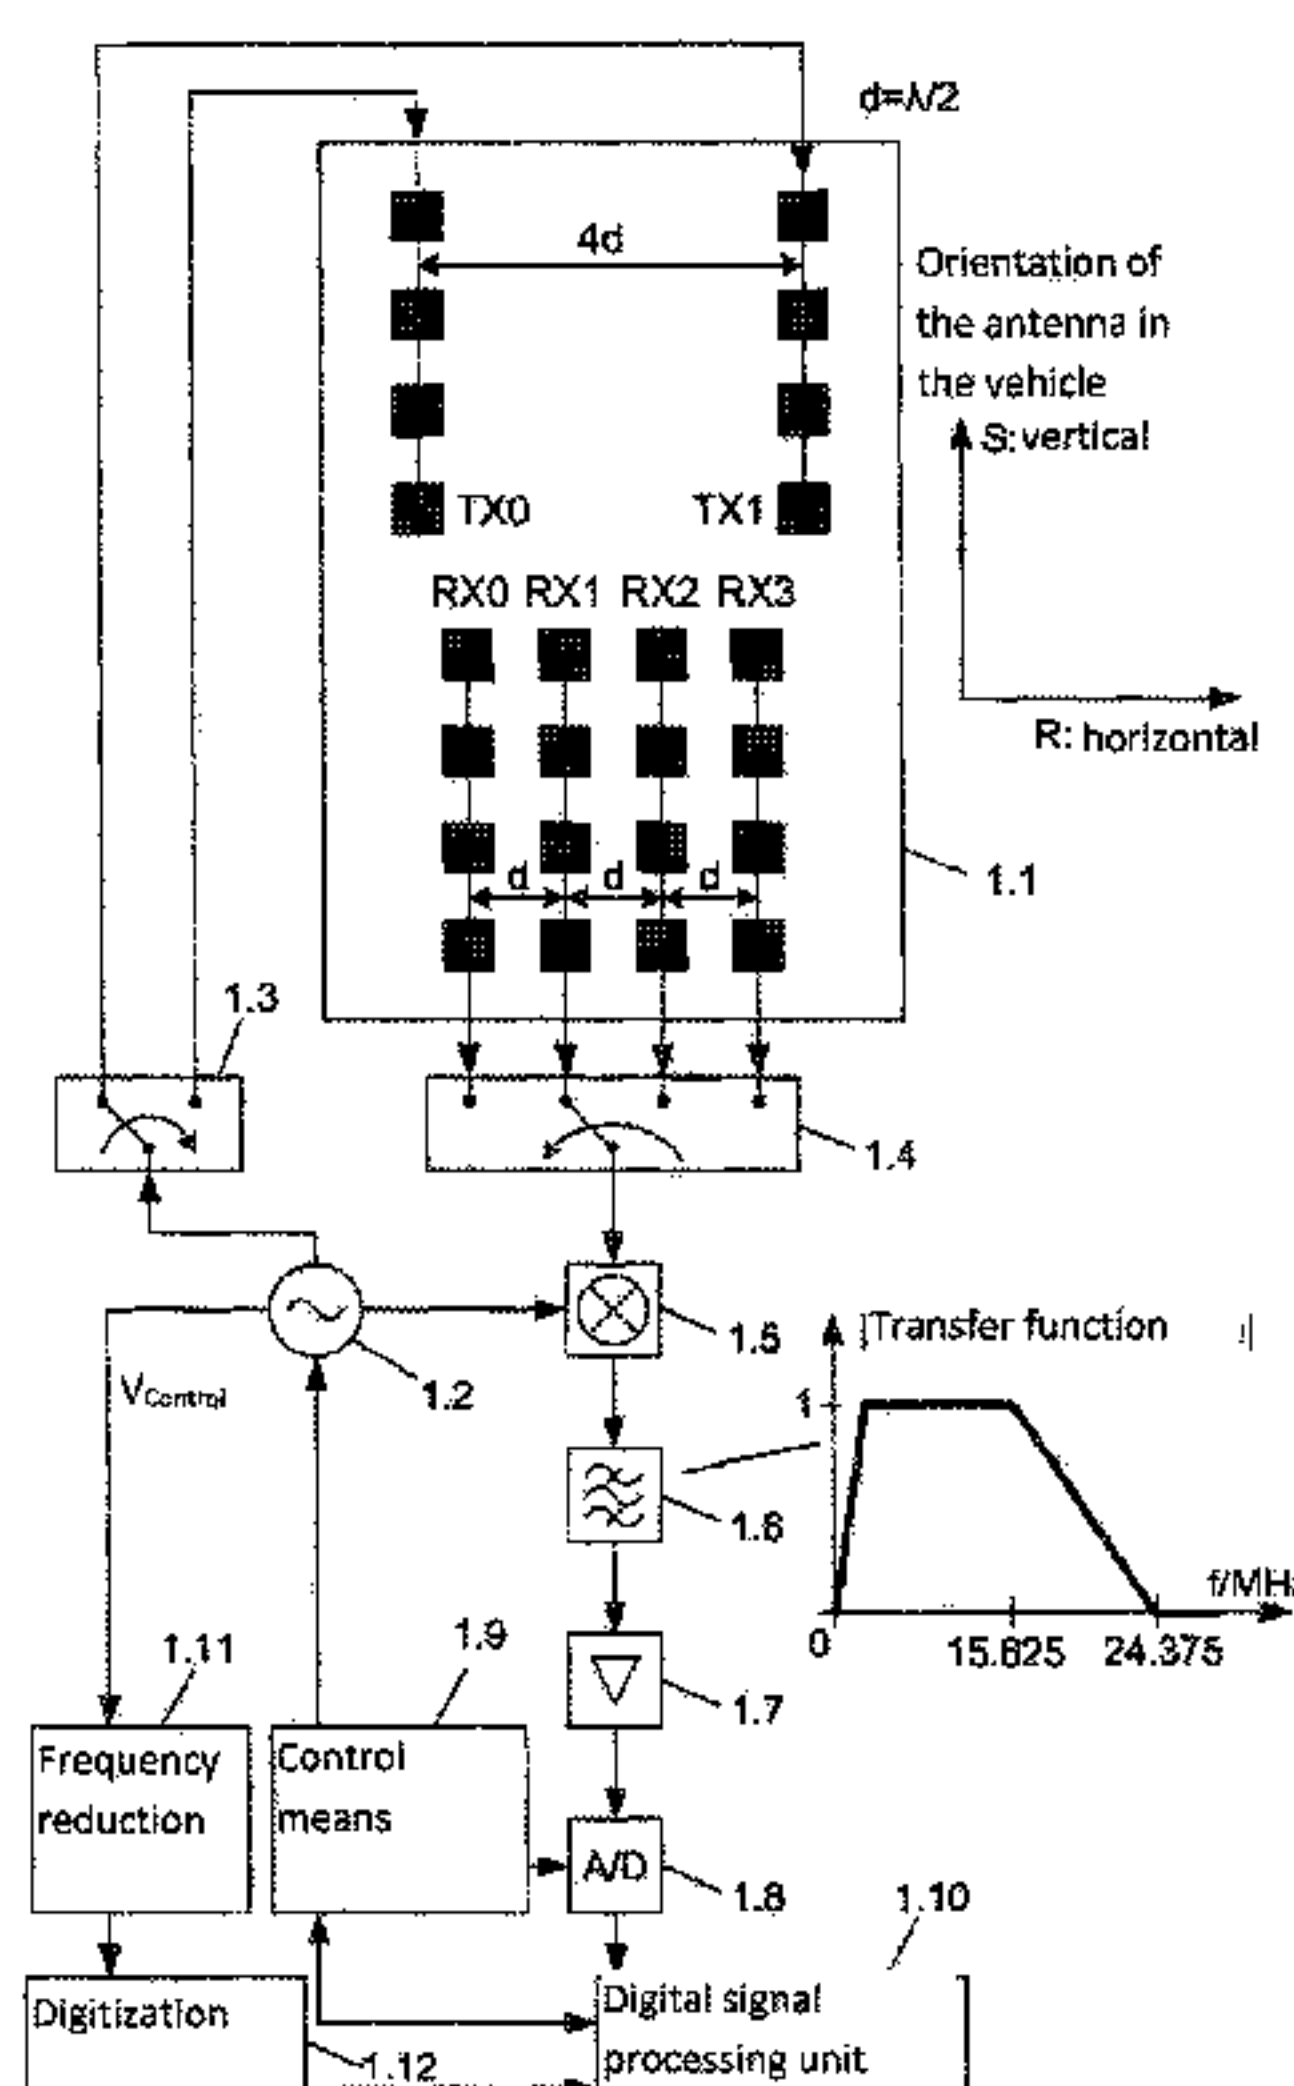 d=λ/2
4d
Orientation of
the antenna in
the vehicle
S: vertical
TX0
TX1
RX0 RX1 RX2 RX3
R: horizontal
d
d
d
1.1
1.3
1.4
1.5
|Transfer function |
VControl
1.2
1
1.6
f/MHz
0
15.625
24.375
1.11
1.9
1.7
Frequency
reduction
Control
means
A/D
1.8
1.10
Digitization
1.12
Digital signal
processing unit